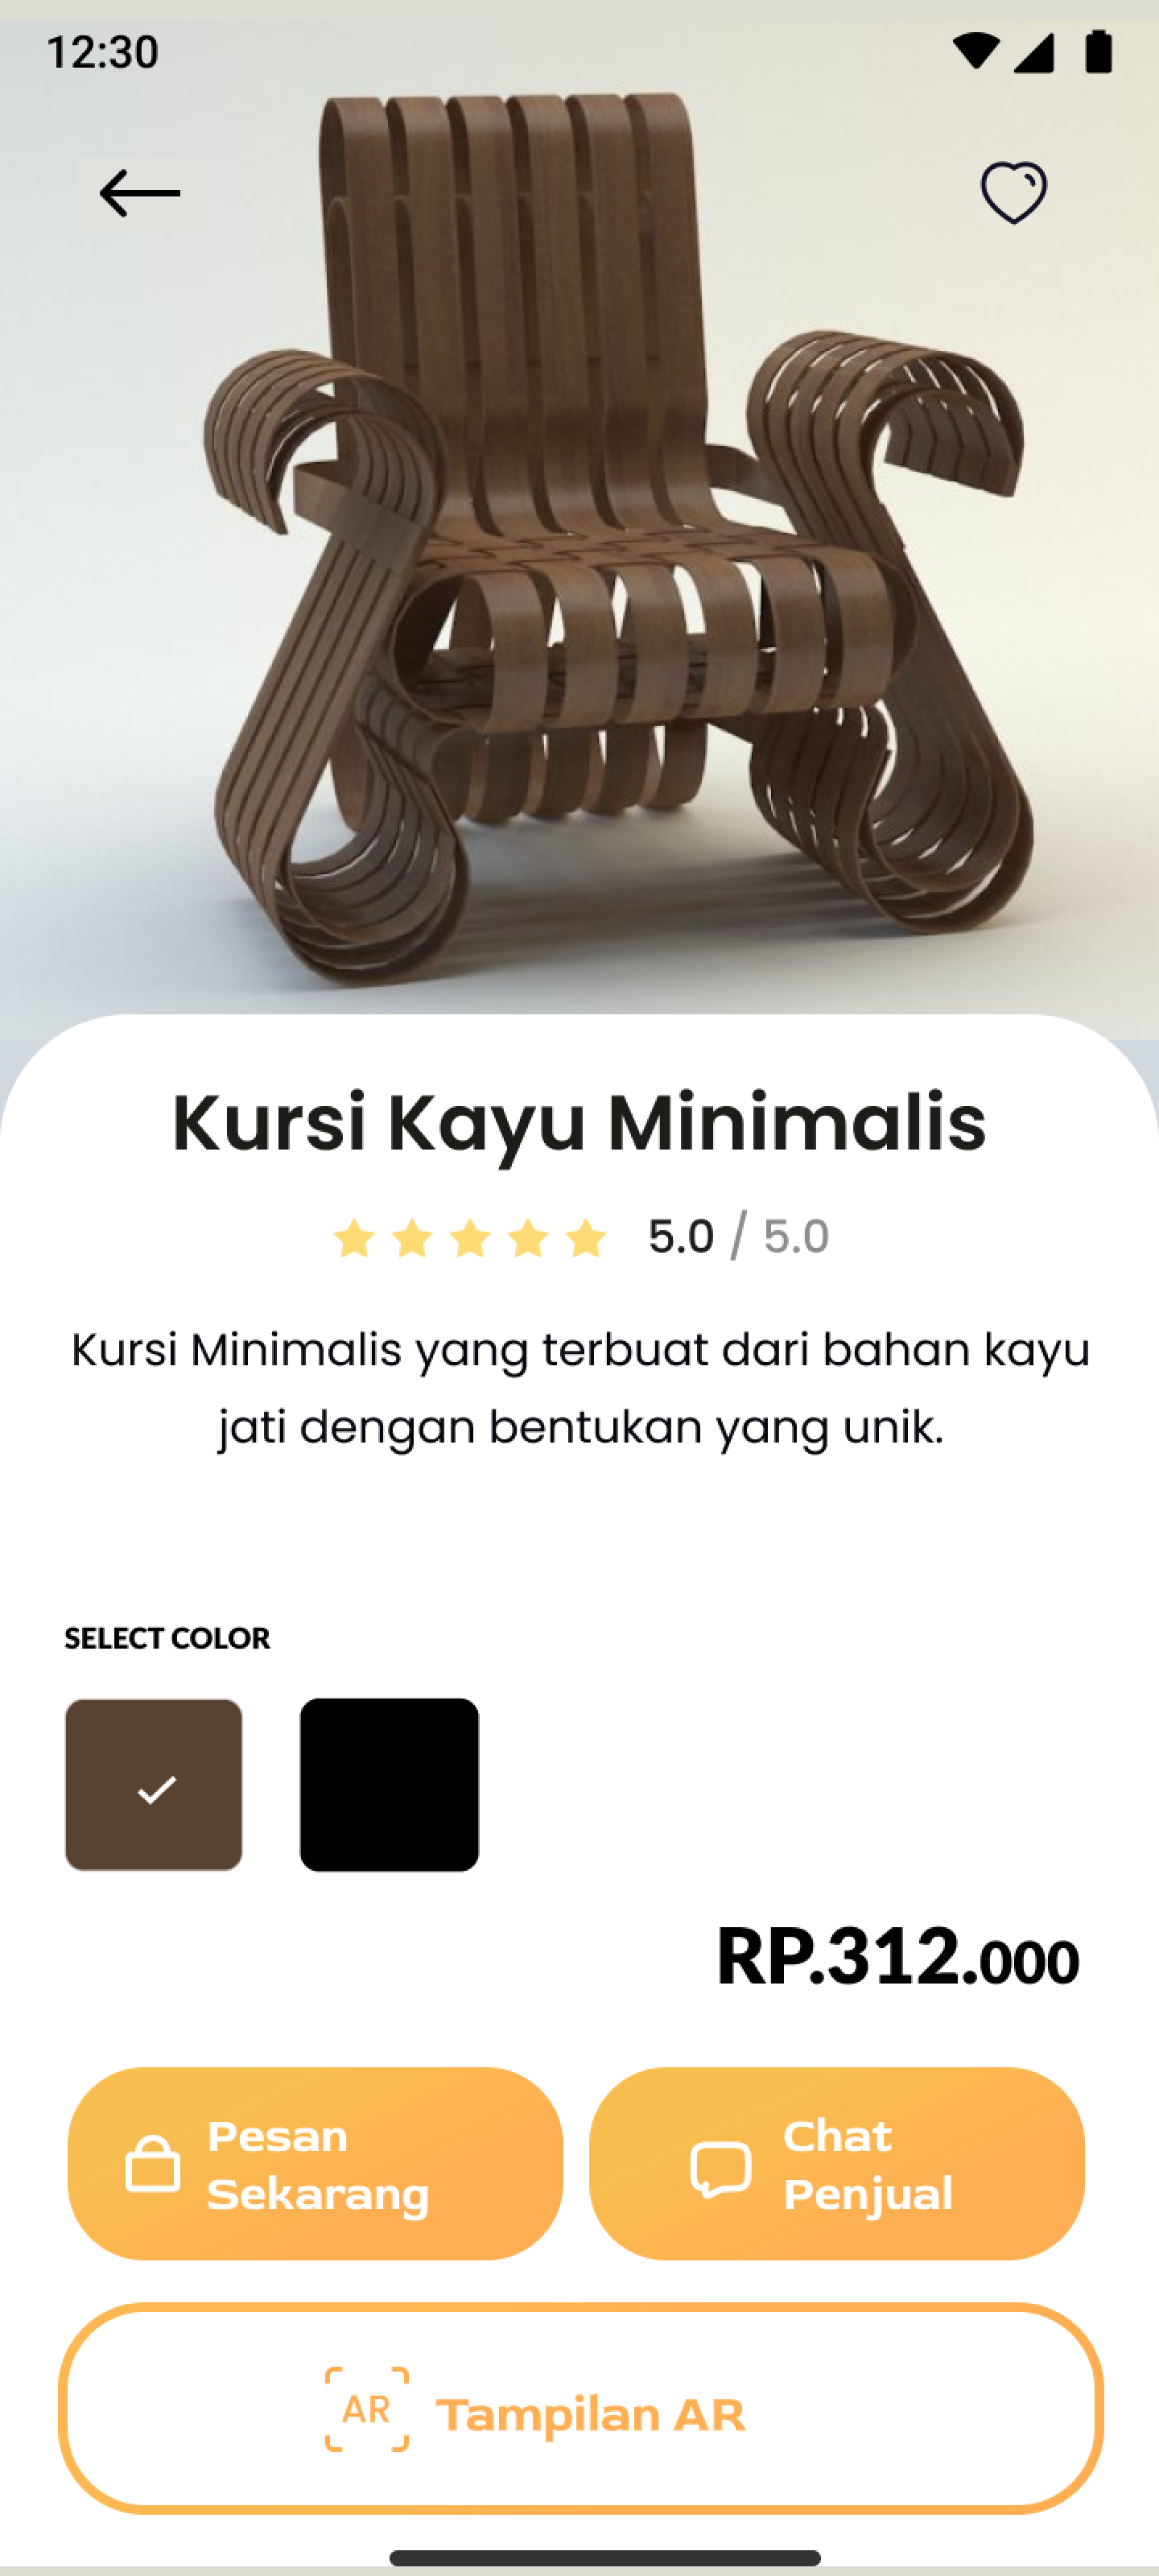 12:30
Kursi Kayu Minimalis
5.0 / 5.0
Kursi Minimalis yang terbuat dari bahan kayu
jati dengan bentukan yang unik.
SELECT COLOR
RP.312.000
Pesan
Sekarang
Chat
Penjual
AR Tampilan AR